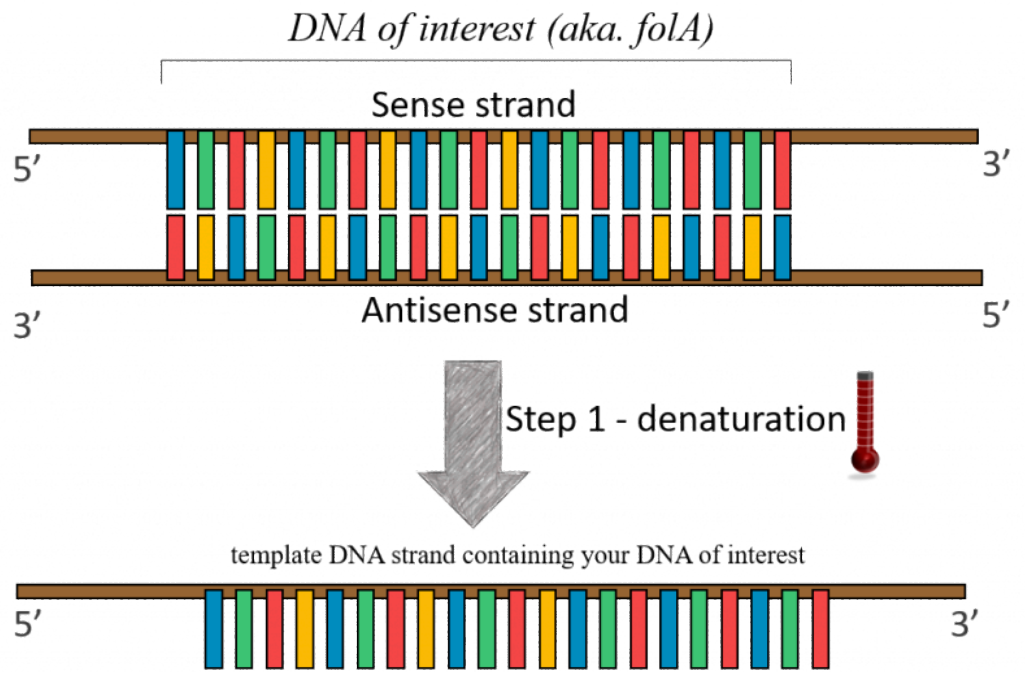 DNA of interest (aka. folA)
Sense strand
5’
3’
Antisense strand
3’
5’
Step 1 - denaturation
template DNA strand containing your DNA of interest
5’
3’